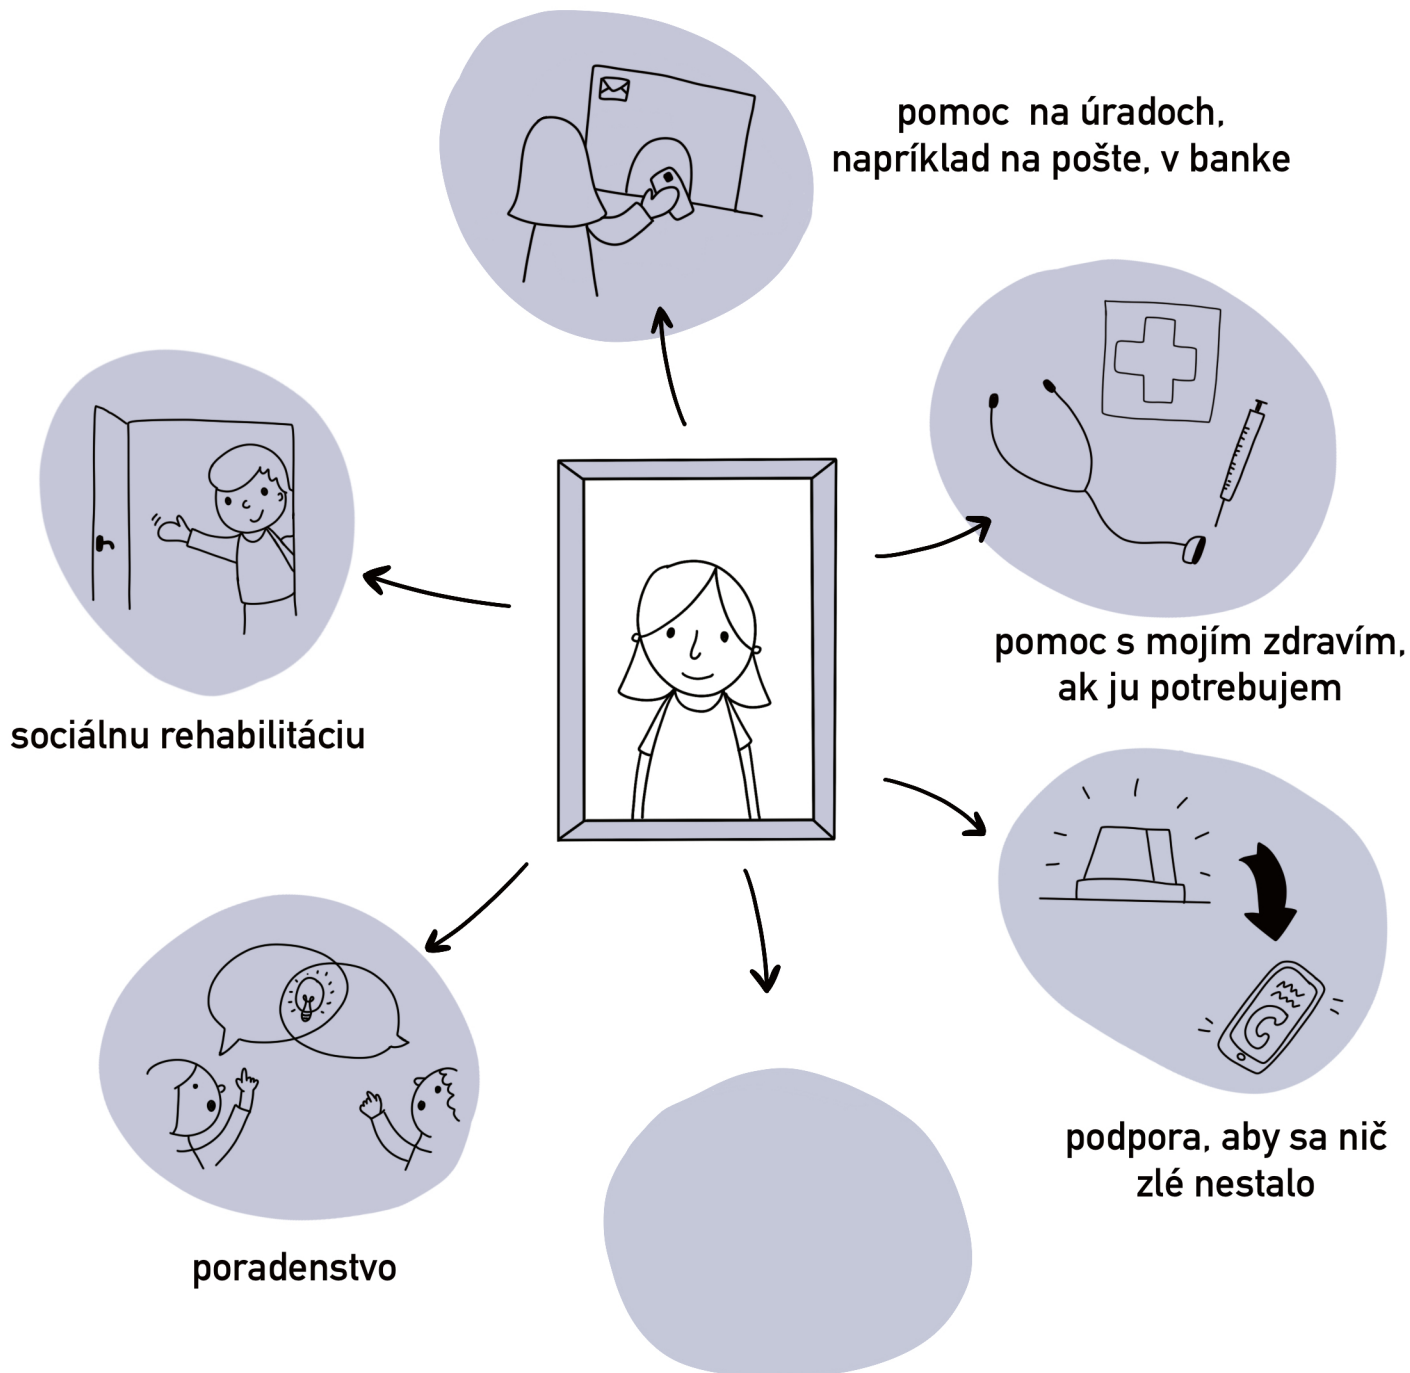 pomoc na úradoch,
napríklad na pošte, v banke
pomoc s mojím zdravím,
ak ju potrebujem
sociálnu rehabilitáciu
podpora, aby sa nič
zlé nestalo
poradenstvo